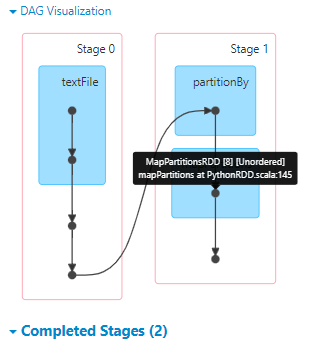 DAG Visualization
Stage 0
Stage 1
textFile
partitionBy
MapPartitionsRDD [8] [Unordered]
mapPartitions at PythonRDD.scala:145
Completed Stages (2)